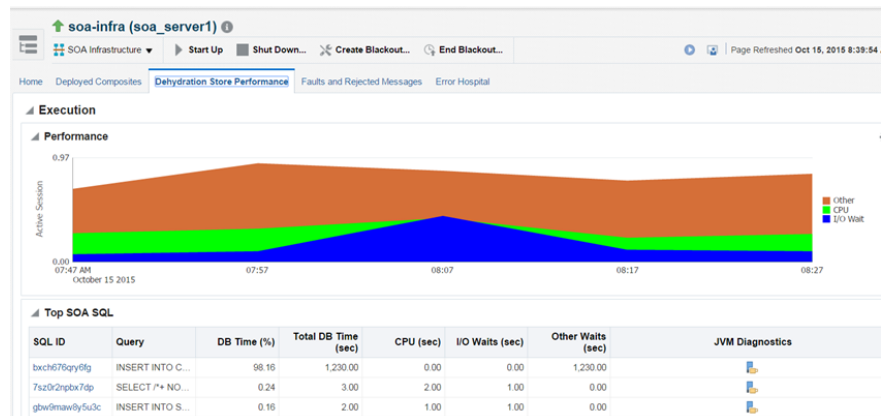 soa-infra (soa_server1)
SOA Infrastructure Start Up Shut Down... Create Blackout... End Blackout... Page Refreshed Oct 15, 2015 8:39:54
Home Deployed Composites Dehydration Store Performance Faults and Rejected Messages Error Hospital
Execution
Performance
0.97
Active Session
Other
CPU
I/O Wait
0.00
07:47 AM 07:57 08:07 08:17 08:27
October 15 2015
Top SOA SQL
SQL ID Query DB Time (%) Total DB Time (sec) CPU (sec) I/O Waits (sec) Other Waits (sec) JVM Diagnostics
bxch676qry6fg INSERT INTO C... 98.16 1,230.00 0.00 0.00 1,230.00
7sz0r2npbx7dp SELECT /*+ NO... 0.24 3.00 2.00 1.00 0.00
gbw9maw8y5u3c INSERT INTO S... 0.16 2.00 1.00 1.00 0.00